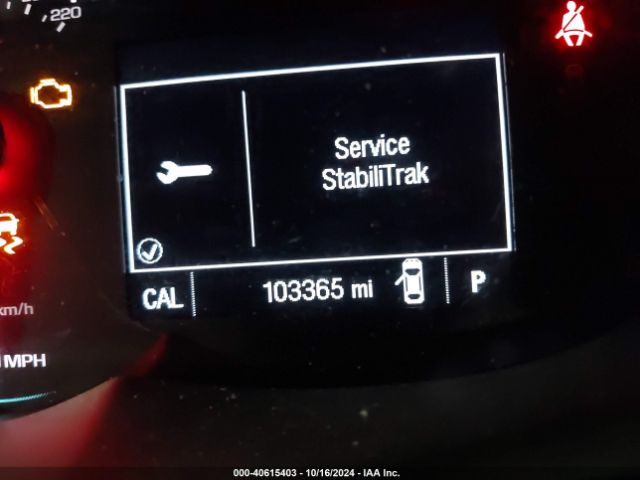 220
Service
StabiliTrak
CAL 103365 mi P
km/h
MPH
000-40615403 - 10/16/2024 - IAA Inc.